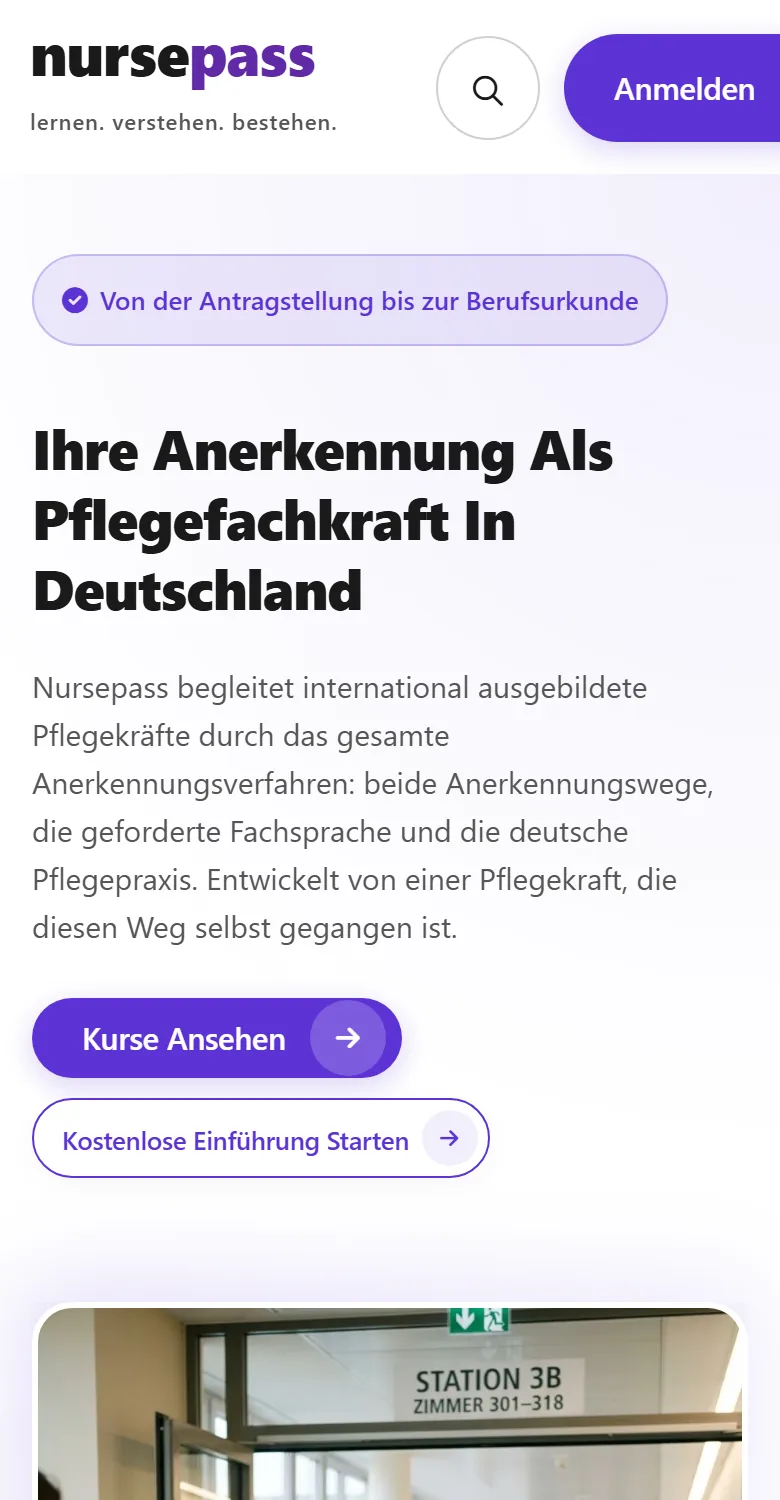 nursepass
lernen. verstehen. bestehen.
Anmelden
Von der Antragstellung bis zur Berufsurkunde
Ihre Anerkennung Als
Pflegefachkraft In
Deutschland
Nursepass begleitet international ausgebildete
Pflegekräfte durch das gesamte
Anerkennungsverfahren: beide Anerkennungswege,
die geforderte Fachsprache und die deutsche
Pflegepraxis. Entwickelt von einer Pflegekraft, die
diesen Weg selbst gegangen ist.
Kurse Ansehen
Kostenlose Einführung Starten
STATION 3B
ZIMMER 301–318